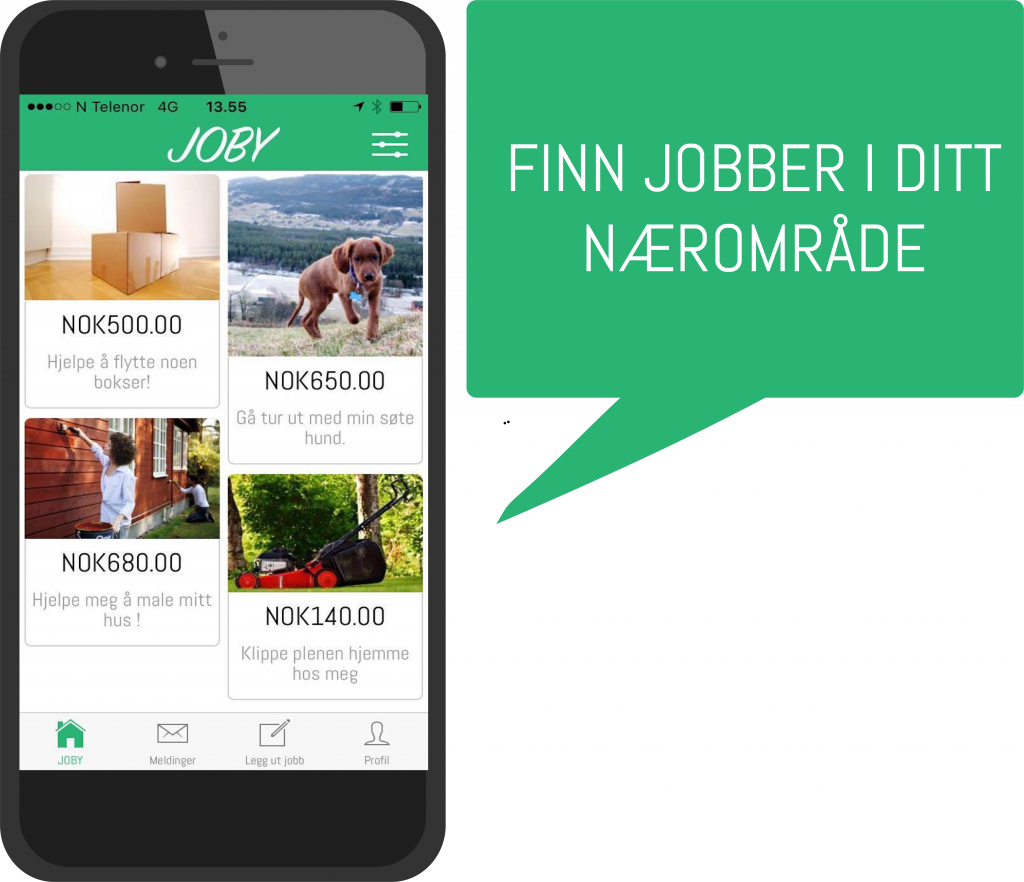 ●●●○○ N Telenor 4G 13.55
JOBY
NOK500.00
Hjelpe å flytte noen
bokser!
NOK650.00
Gå tur ut med min søte
hund.
NOK680.00
Hjelpe meg å male mitt
hus !
NOK140.00
Klippe plenen hjemme
hos meg
JOBY
Meldinger
Legg ut jobb
Profil
FINN JOBBER I DITT
NÆROMRÅDE
..